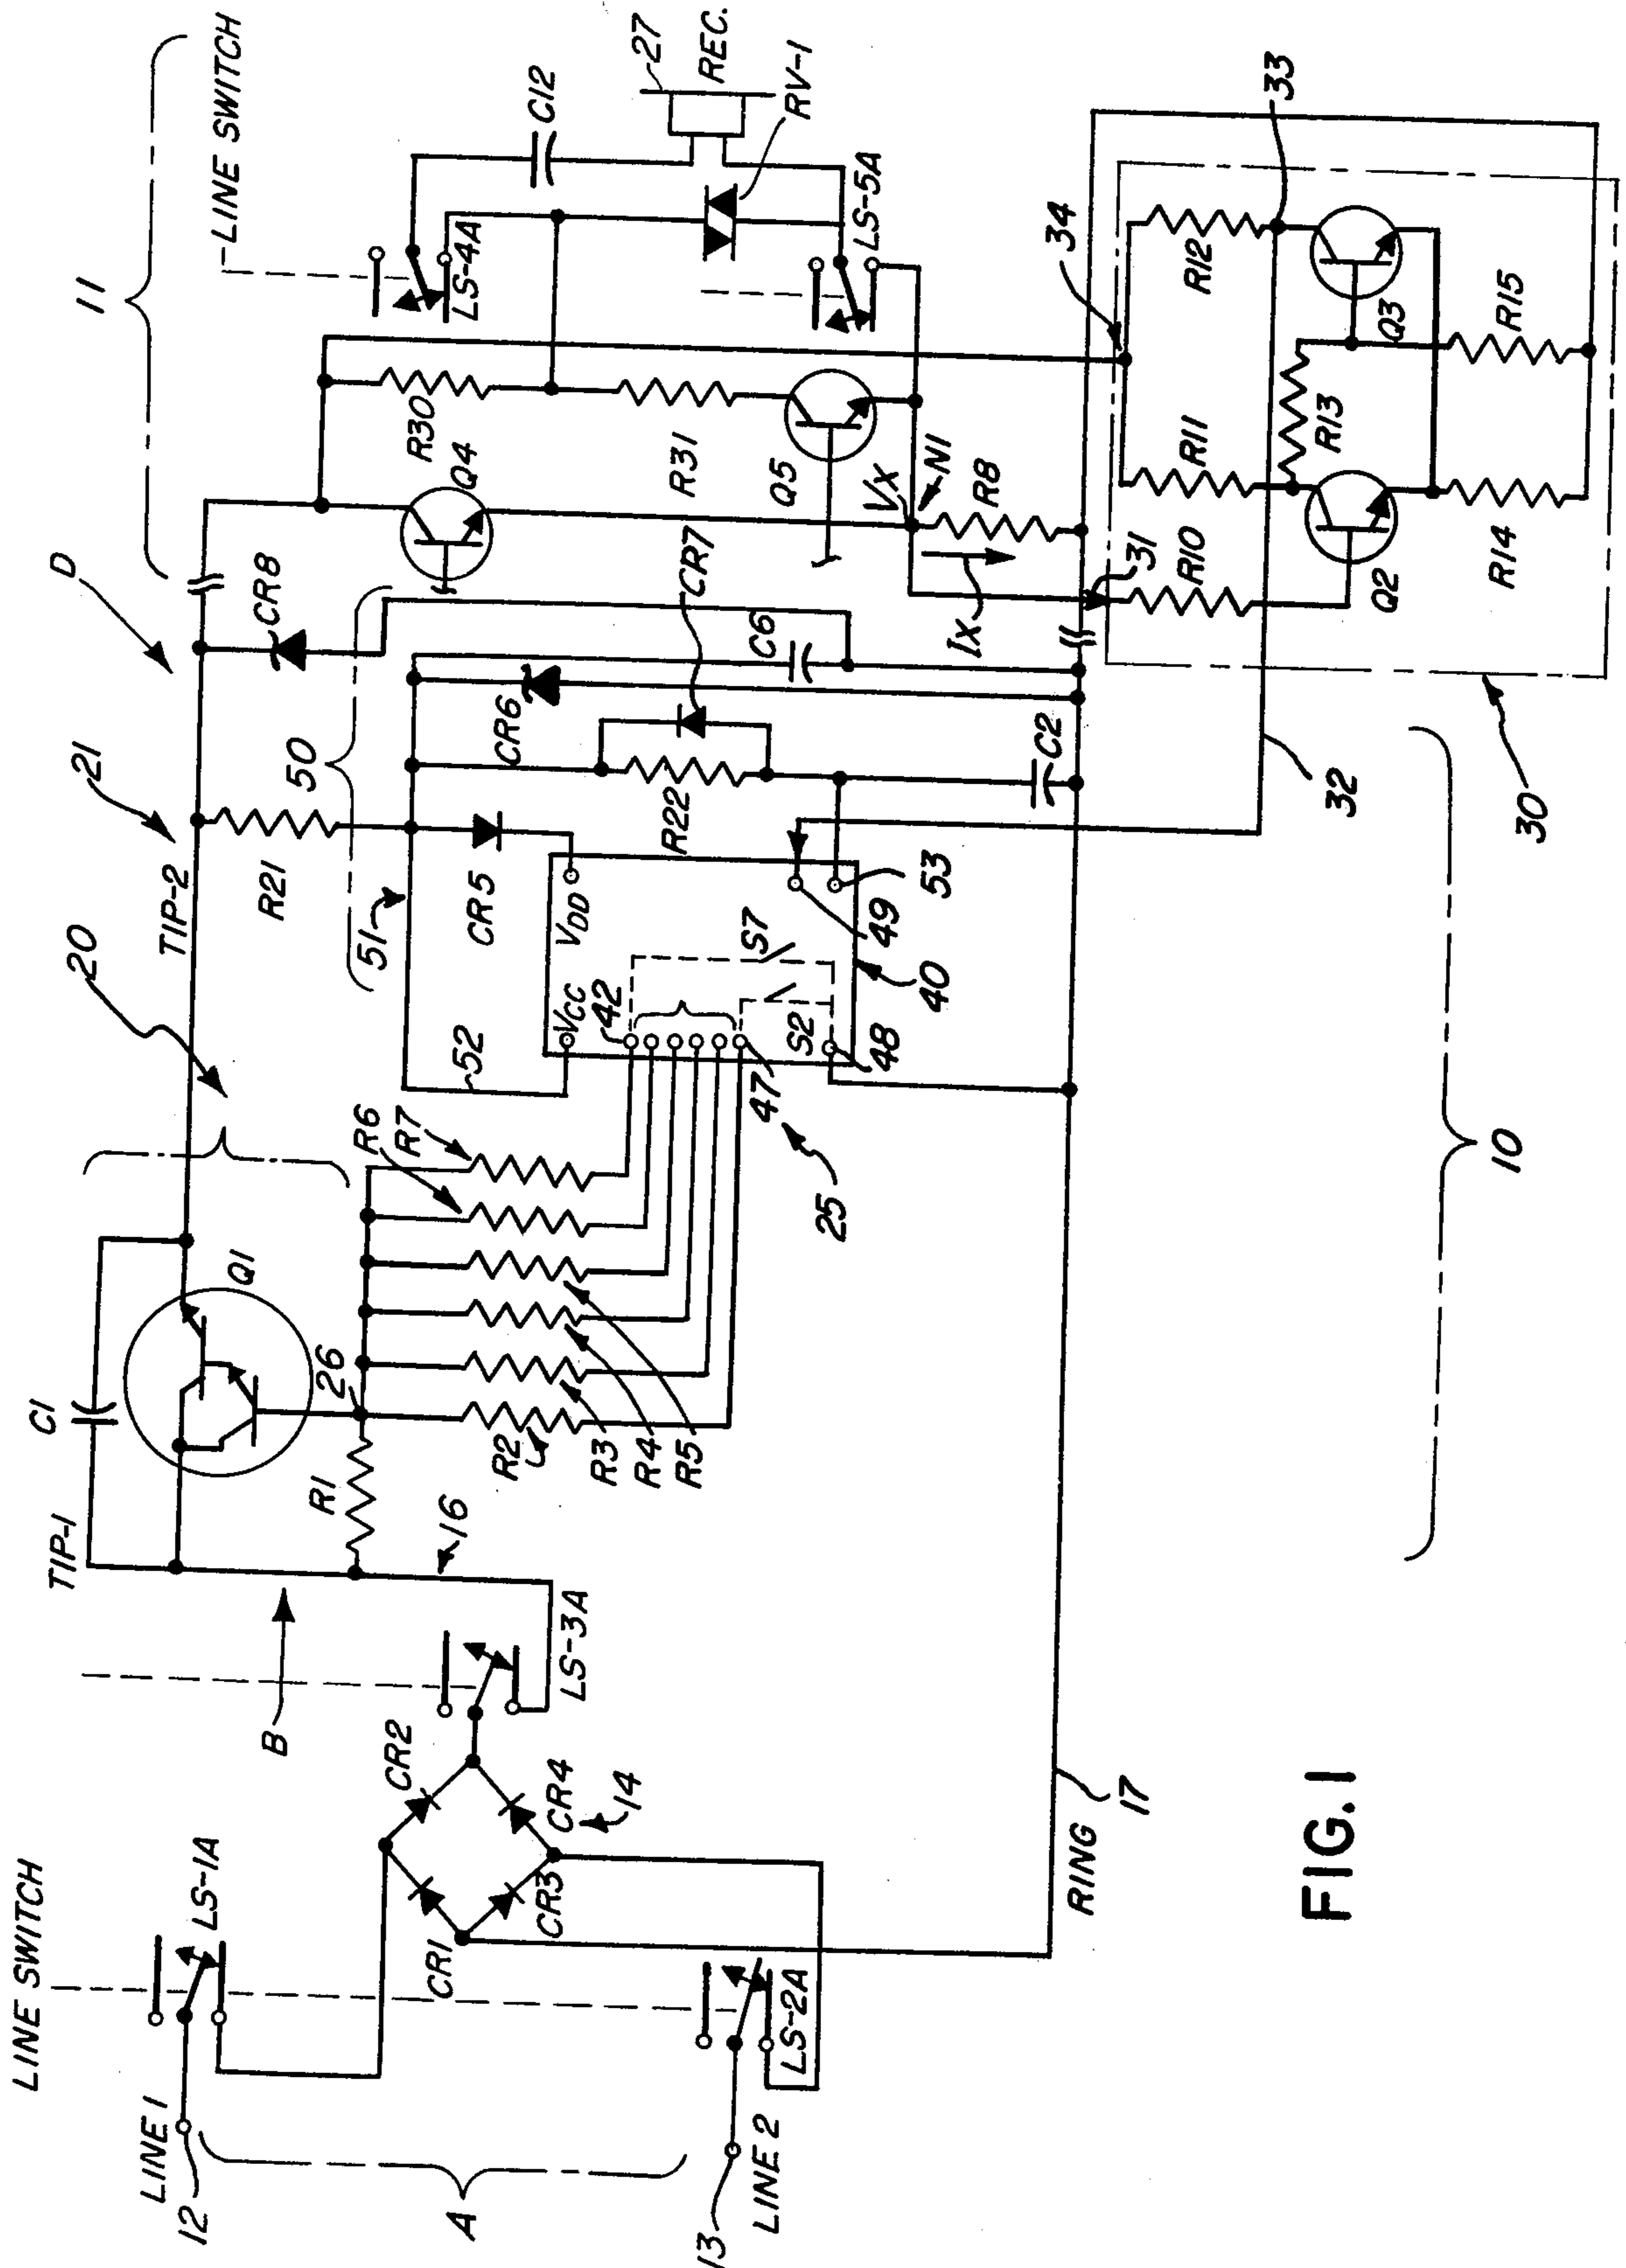 LINE SWITCH
LINE 1
12
LS-1A
A
13
LINE 2
LS-2A
CR1
CR2
CR3
CR4
14
RING
17
B
LS-3A
16
TIP-1
C1
Q1
R1
26
R2
R3
R4
R5
R6
R7
20
TIP-2
21
D
R21
50
51
52
CR5
VCC
VDD
42
47
25
S2
S7
48
40
49
53
R22
CR6
CR7
CR8
C6
C2
11
LINE SWITCH
LS-4A
C12
27
REC.
RV-1
LS-5A
R30
R31
Q4
Q5
VX
N1
R8
IX
31
34
33
R10
R11
R12
R13
Q2
Q3
R14
R15
32
30
10
FIG. 1